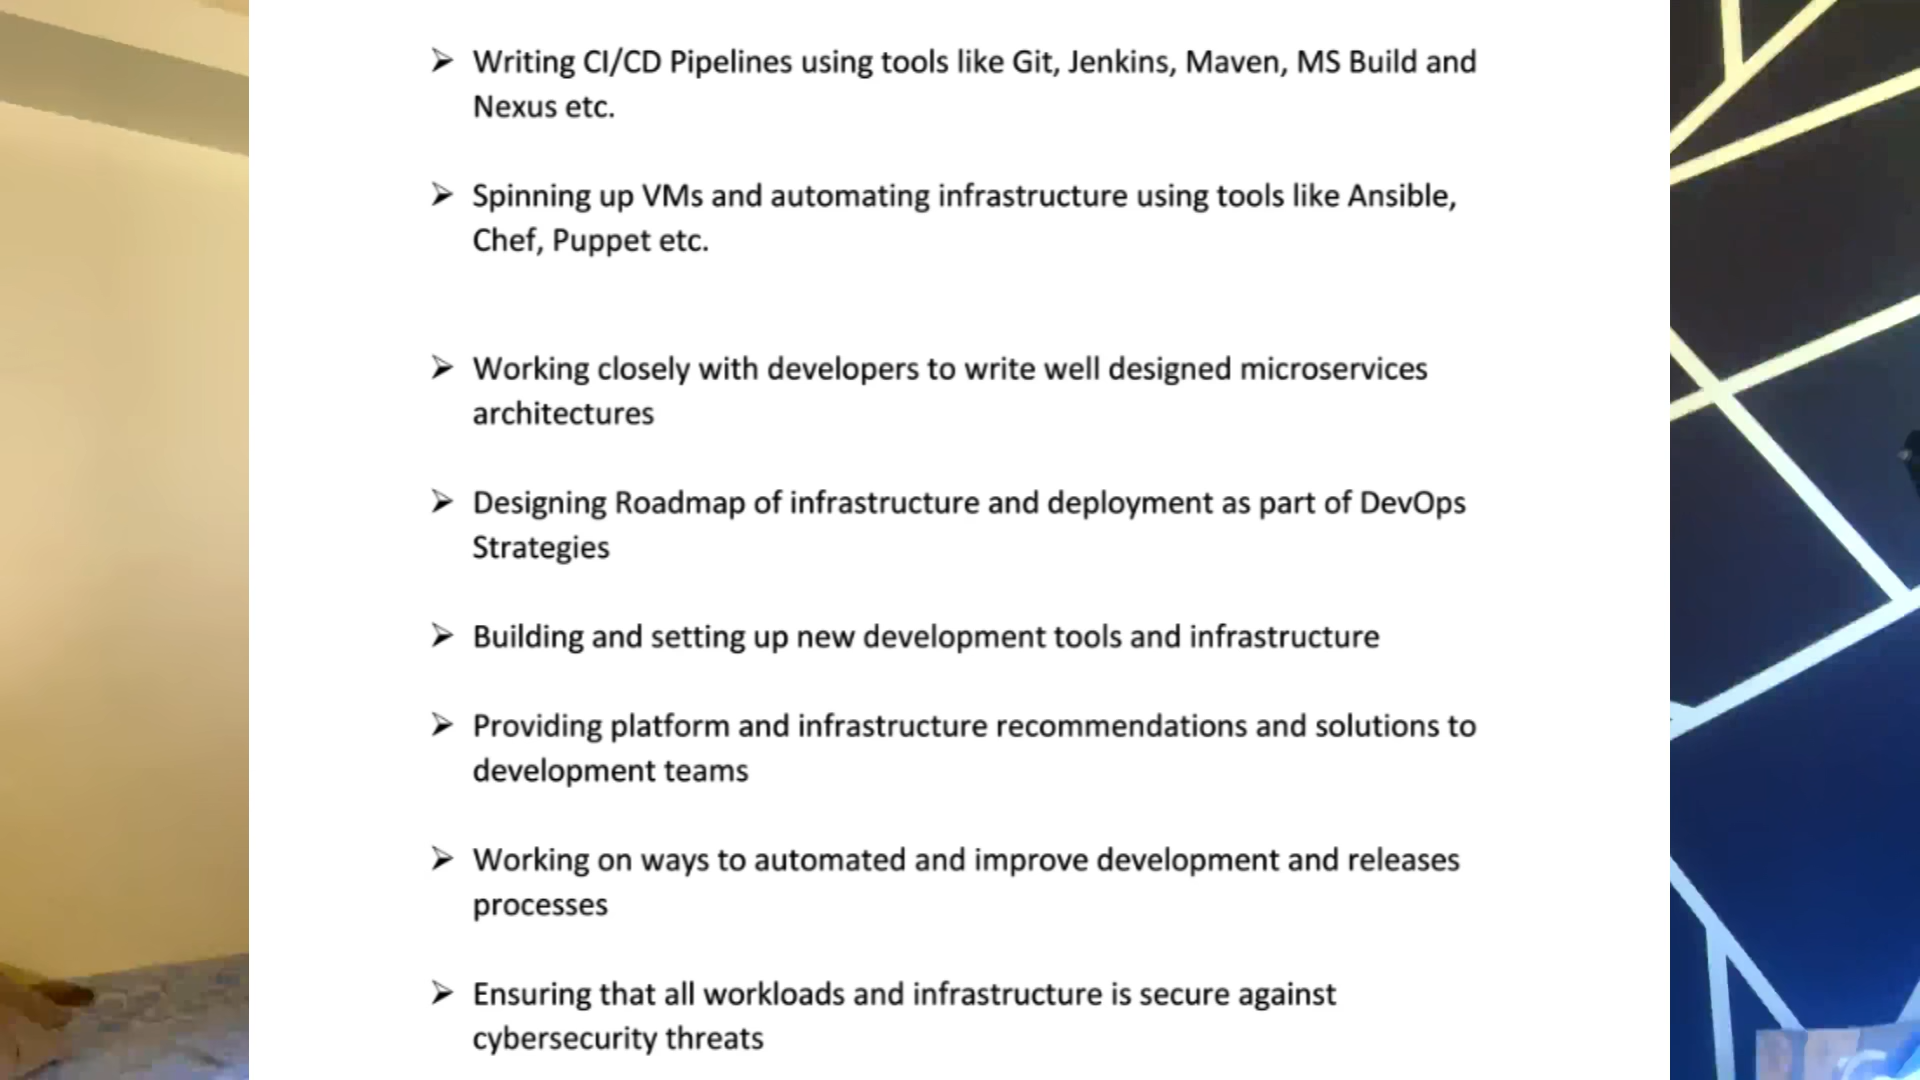 ➢ Writing CI/CD Pipelines using tools like Git, Jenkins, Maven, MS Build and
Nexus etc.
➢ Spinning up VMs and automating infrastructure using tools like Ansible,
Chef, Puppet etc.
➢ Working closely with developers to write well designed microservices
architectures
➢ Designing Roadmap of infrastructure and deployment as part of DevOps
Strategies
➢ Building and setting up new development tools and infrastructure
➢ Providing platform and infrastructure recommendations and solutions to
development teams
➢ Working on ways to automated and improve development and releases
processes
➢ Ensuring that all workloads and infrastructure is secure against
cybersecurity threats